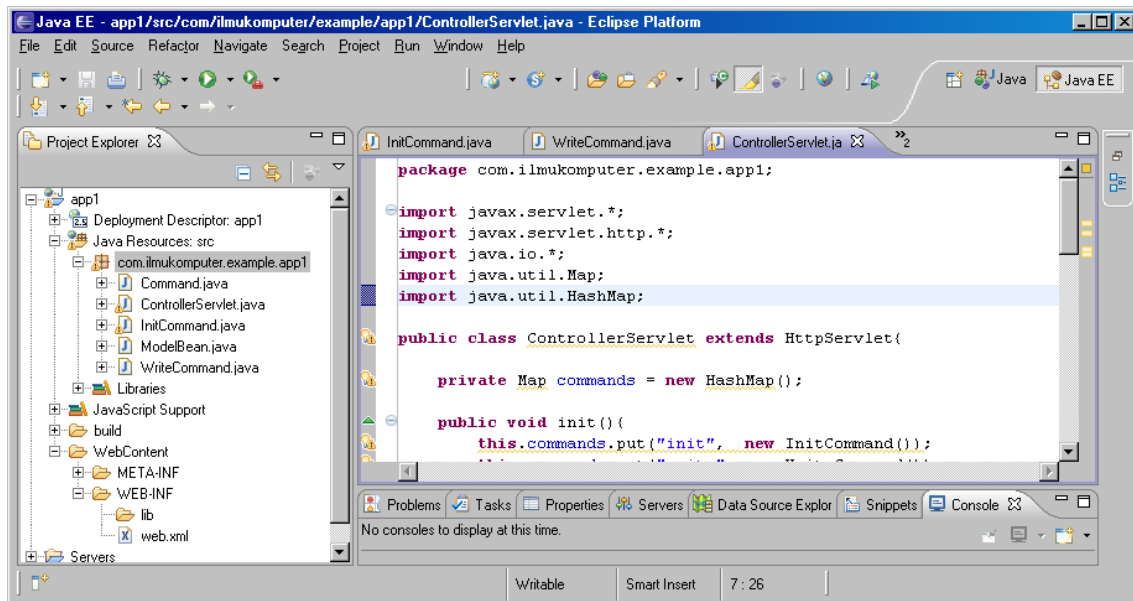 Java EE - app1/src/com/ilmukomputer/example/app1/ControllerServlet.java - Eclipse Platform
File Edit Source Refactor Navigate Search Project Run Window Help
Java Java EE
Project Explorer
app1
Deployment Descriptor: app1
Java Resources: src
com.ilmukomputer.example.app1
Command.java
ControllerServlet.java
InitCommand.java
ModelBean.java
WriteCommand.java
Libraries
JavaScript Support
build
WebContent
META-INF
WEB-INF
lib
web.xml
Servers
InitCommand.java WriteCommand.java ControllerServlet.ja »2
package com.ilmukomputer.example.app1;
import javax.servlet.*;
import javax.servlet.http.*;
import java.io.*;
import java.util.Map;
import java.util.HashMap;
public class ControllerServlet extends HttpServlet{
private Map commands = new HashMap();
public void init(){
this.commands.put("init", new InitCommand());
Problems Tasks Properties Servers Data Source Explor Snippets Console
No consoles to display at this time.
Writable Smart Insert 7 : 26